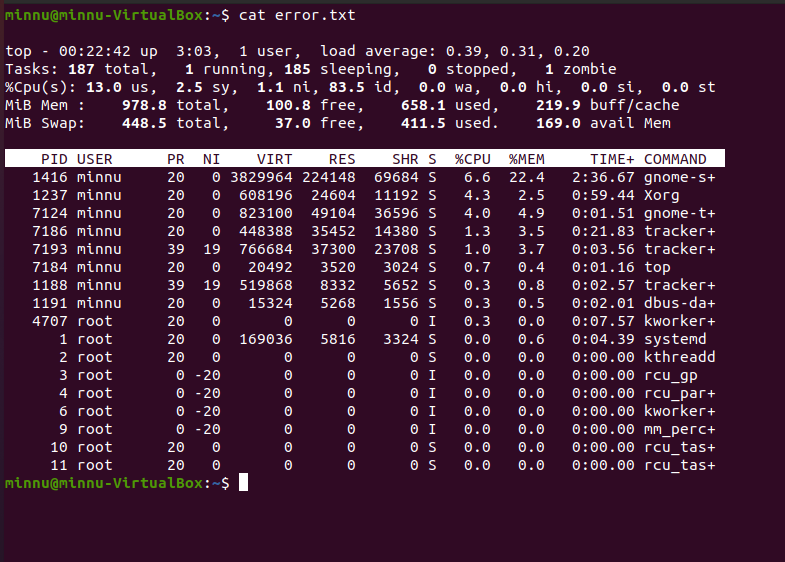 minnu@minnu-VirtualBox:~$ cat error.txt
top - 00:22:42 up  3:03,  1 user,  load average: 0.39, 0.31, 0.20
Tasks: 187 total,   1 running, 185 sleeping,   0 stopped,   1 zombie
%Cpu(s): 13.0 us,  2.5 sy,  1.1 ni, 83.5 id,  0.0 wa,  0.0 hi,  0.0 si,  0.0 st
MiB Mem :    978.8 total,    100.8 free,    658.1 used,    219.9 buff/cache
MiB Swap:    448.5 total,     37.0 free,    411.5 used.    169.0 avail Mem
    PID USER      PR  NI    VIRT    RES    SHR S  %CPU  %MEM     TIME+ COMMAND
   1416 minnu     20   0 3829964 224148  69684 S   6.6  22.4   2:36.67 gnome-s+
   1237 minnu     20   0  608196  24604  11192 S   4.3   2.5   0:59.44 Xorg
   7124 minnu     20   0  823100  49104  36596 S   4.0   4.9   0:01.51 gnome-t+
   7186 minnu     20   0  448388  35452  14380 S   1.3   3.5   0:21.83 tracker+
   7193 minnu     39  19  766684  37300  23708 S   1.0   3.7   0:03.56 tracker+
   7184 minnu     20   0   20492   3520   3024 S   0.7   0.4   0:01.16 top
   1188 minnu     39  19  519868   8332   5652 S   0.3   0.8   0:02.57 tracker+
   1191 minnu     20   0   15324   5268   1556 S   0.3   0.5   0:02.01 dbus-da+
   4707 root      20   0       0      0      0 I   0.3   0.0   0:07.57 kworker+
      1 root      20   0  169036   5816   3324 S   0.0   0.6   0:04.39 systemd
      2 root      20   0       0      0      0 S   0.0   0.0   0:00.00 kthreadd
      3 root       0 -20       0      0      0 I   0.0   0.0   0:00.00 rcu_gp
      4 root       0 -20       0      0      0 I   0.0   0.0   0:00.00 rcu_par+
      6 root       0 -20       0      0      0 I   0.0   0.0   0:00.00 kworker+
      9 root       0 -20       0      0      0 I   0.0   0.0   0:00.00 mm_perc+
     10 root      20   0       0      0      0 S   0.0   0.0   0:00.00 rcu_tas+
     11 root      20   0       0      0      0 S   0.0   0.0   0:00.00 rcu_tas+
minnu@minnu-VirtualBox:~$